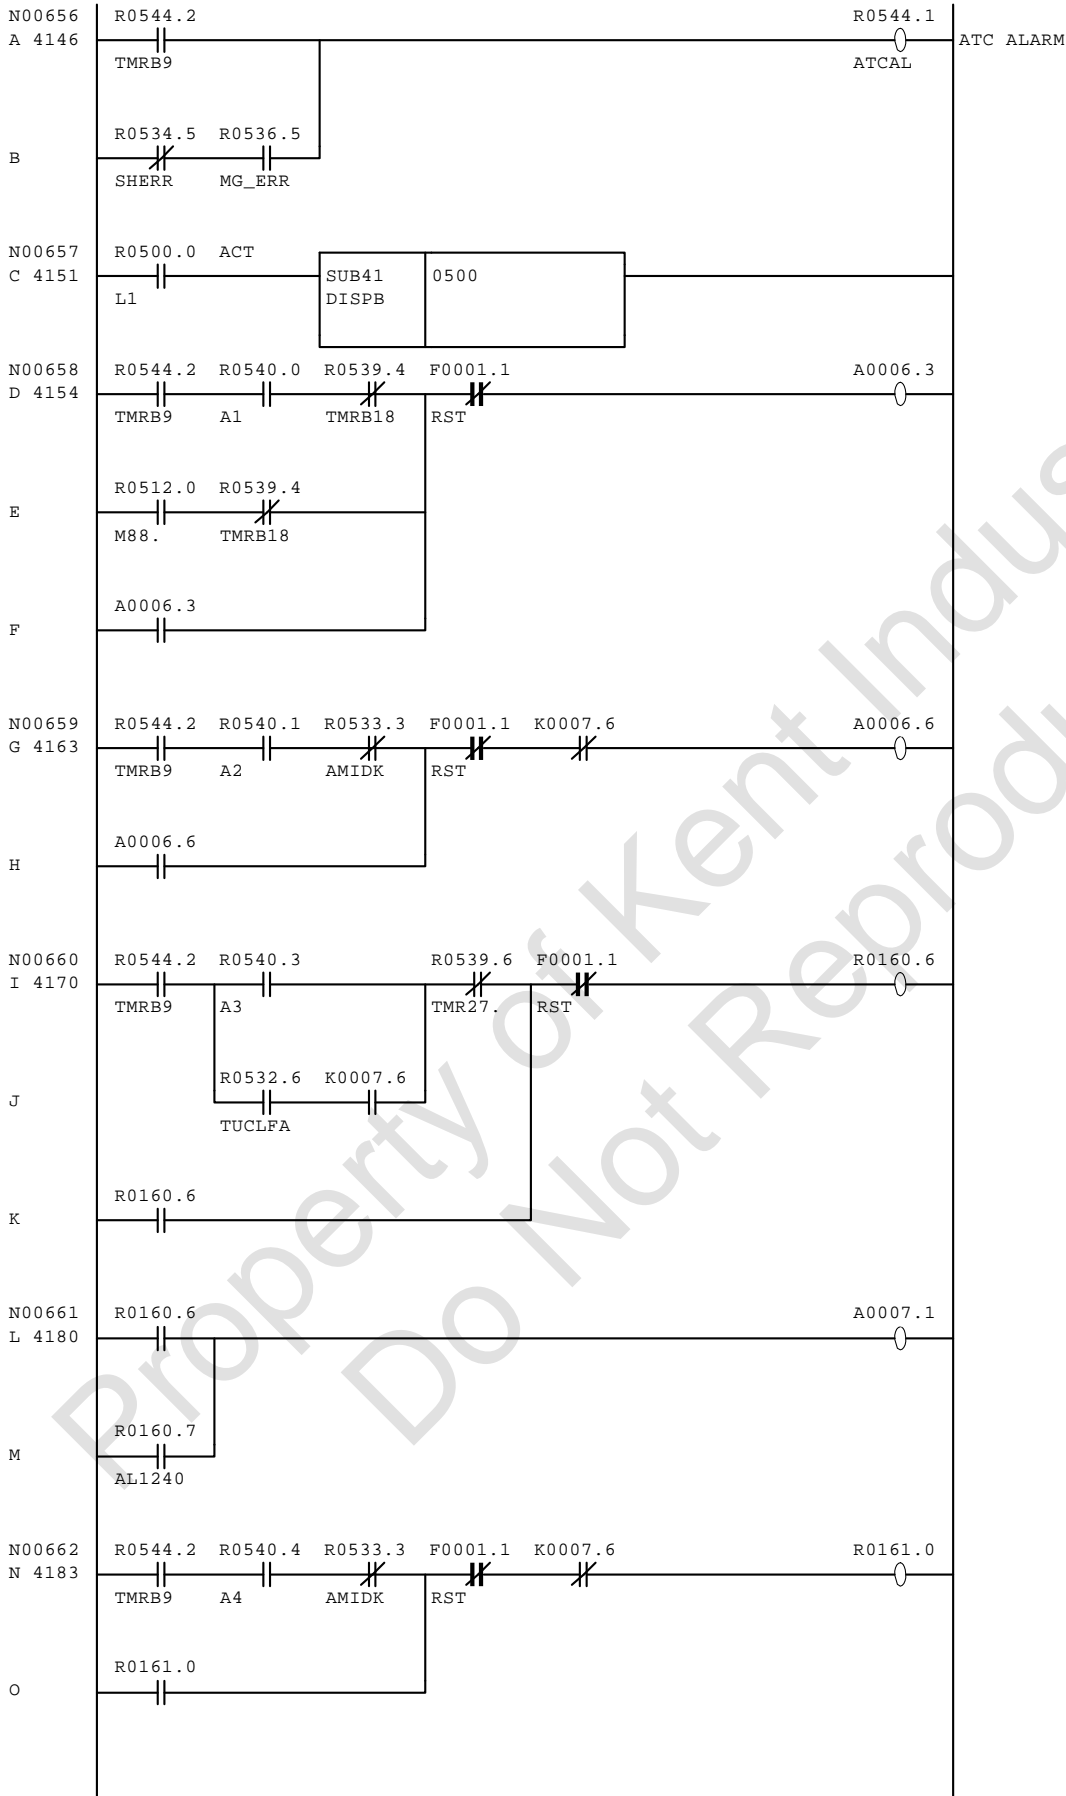 N00656 R0544.2 R0544.1
A 4146 ATC ALARM
TMRB9 ATCAL
R0534.5 R0536.5
B
SHERR MG_ERR
N00657 R0500.0 ACT
C 4151 SUB41 0500
L1 DISPB
N00658 R0544.2 R0540.0 R0539.4 F0001.1 A0006.3
D 4154
TMRB9 A1 TMRB18 RST
R0512.0 R0539.4
E
M88. TMRB18
A0006.3
F
N00659 R0544.2 R0540.1 R0533.3 F0001.1 K0007.6 A0006.6
G 4163
TMRB9 A2 AMIDK RST
A0006.6
H
N00660 R0544.2 R0540.3 R0539.6 F0001.1 R0160.6
I 4170
TMRB9 A3 TMR27. RST
R0532.6 K0007.6
J
TUCLFA
R0160.6
K
N00661 R0160.6 A0007.1
L 4180
R0160.7
M
AL1240
N00662 R0544.2 R0540.4 R0533.3 F0001.1 K0007.6 R0161.0
N 4183
TMRB9 A4 AMIDK RST
R0161.0
O
Property of Kent Indus
Do Not Reprodu